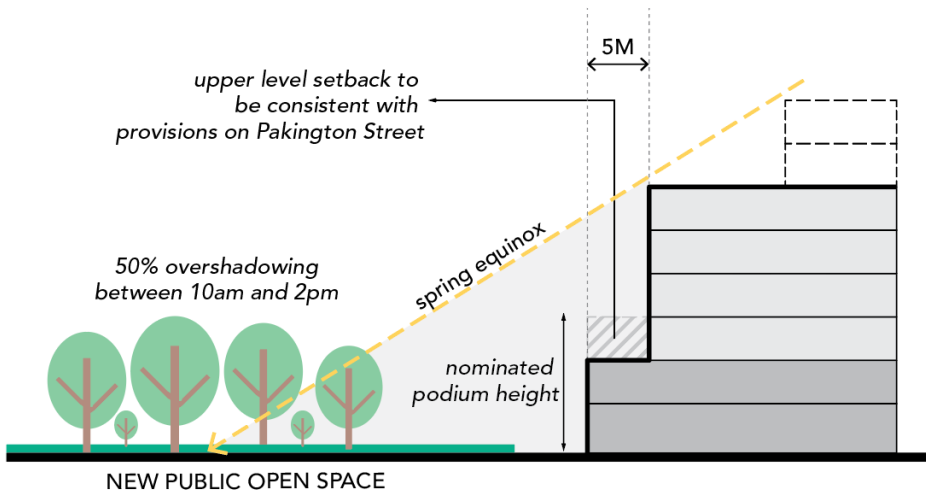 5M
upper level setback to
be consistent with
provisions on Pakington Street
spring equinox
50% overshadowing
between 10am and 2pm
nominated
podium height
NEW PUBLIC OPEN SPACE